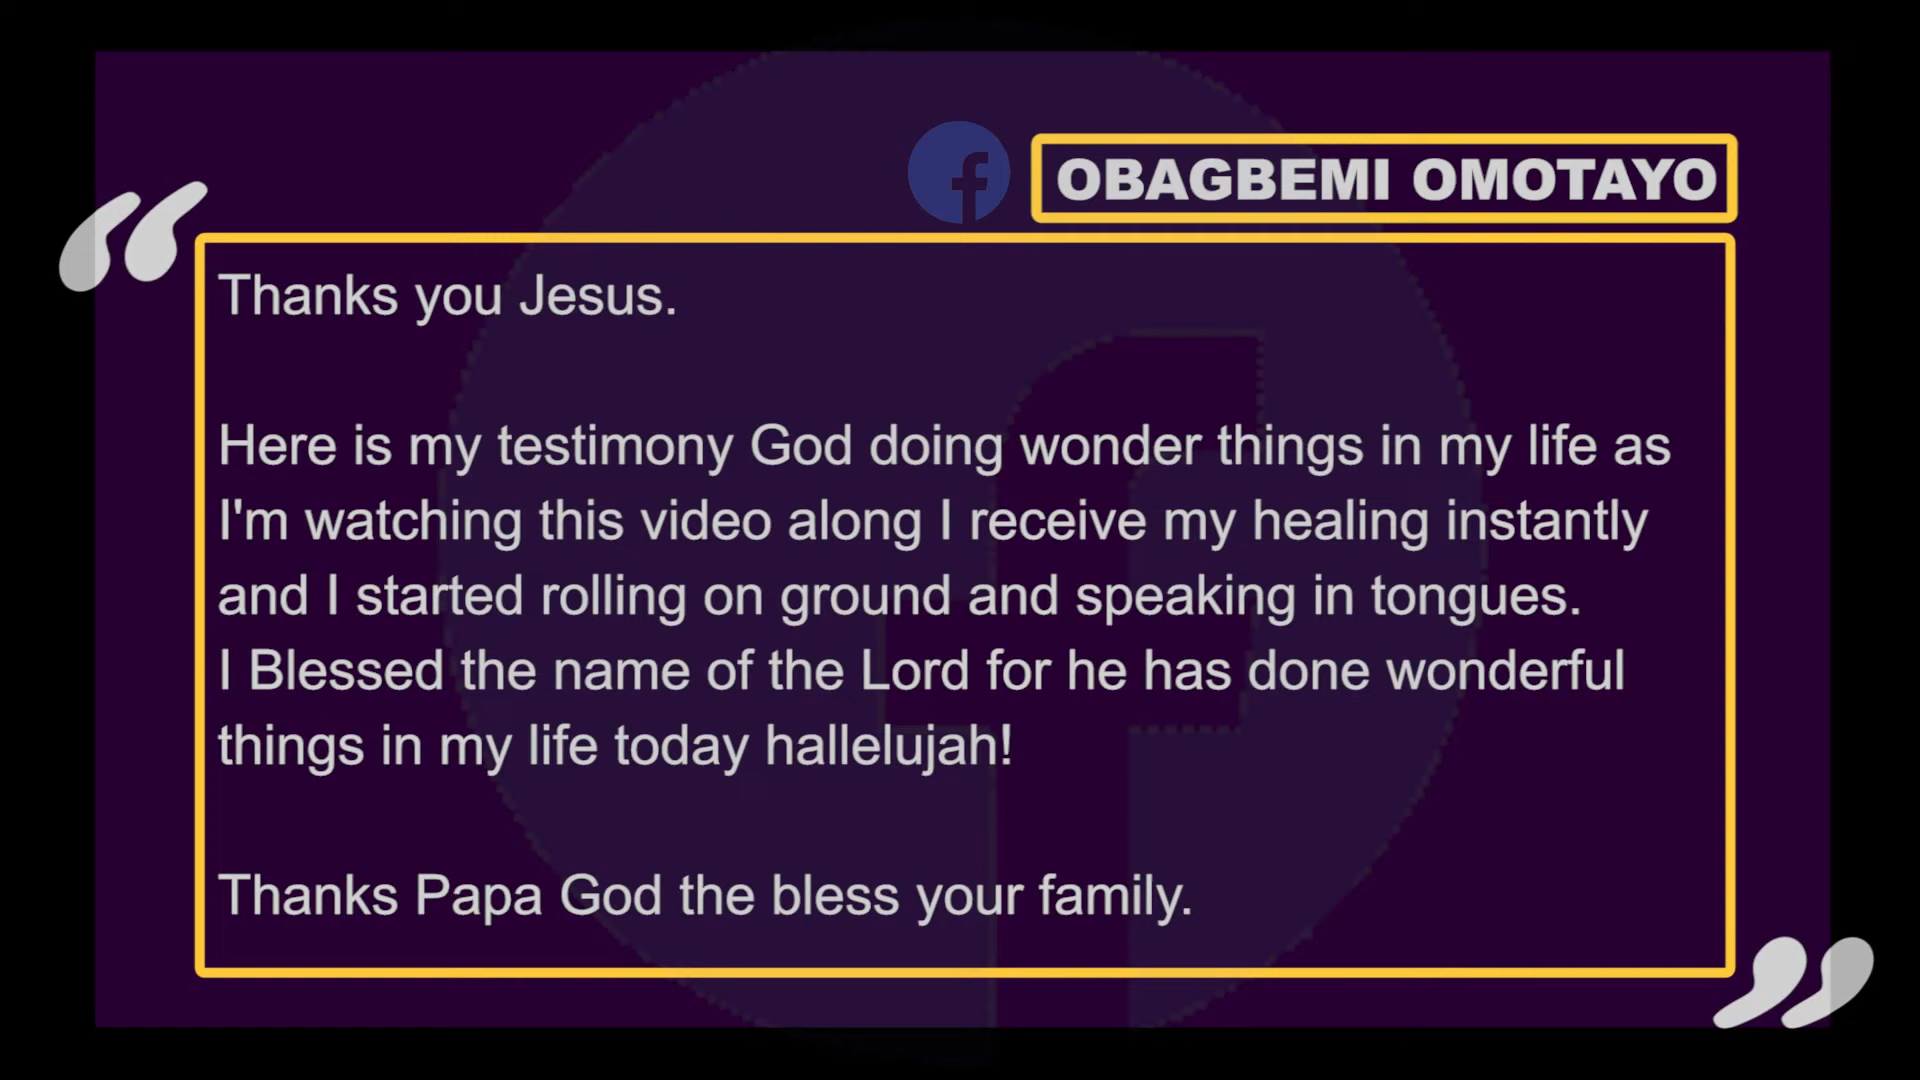 OBAGBEMI OMOTAYO
Thanks you Jesus.
Here is my testimony God doing wonder things in my life as
I'm watching this video along I receive my healing instantly
and I started rolling on ground and speaking in tongues.
I Blessed the name of the Lord for he has done wonderful
things in my life today hallelujah!
Thanks Papa God the bless your family.